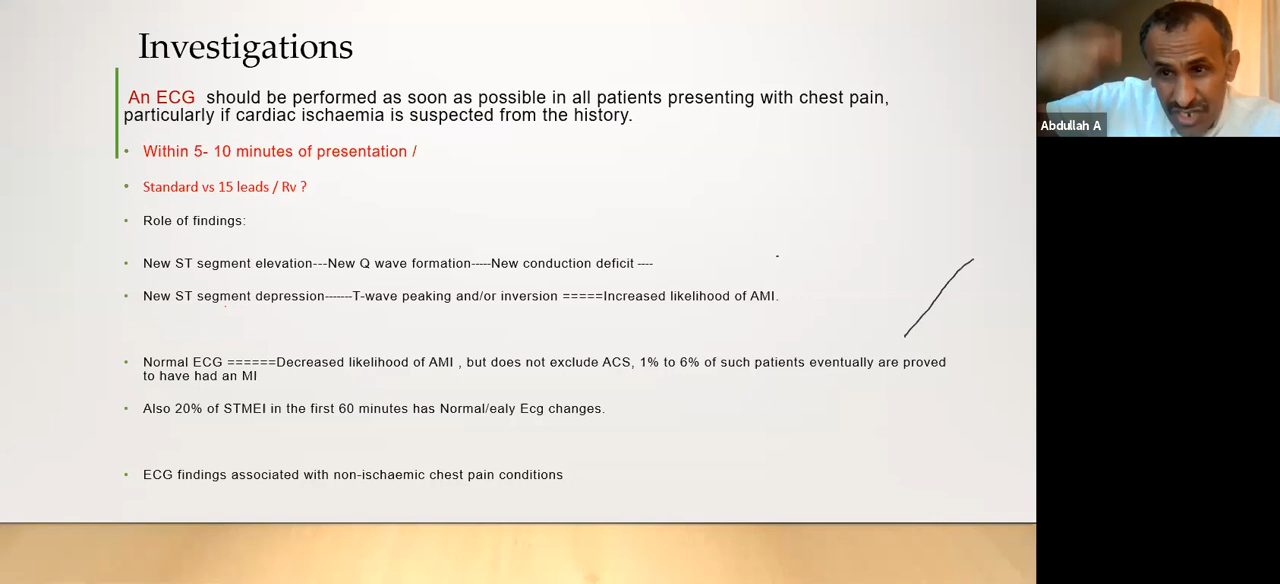 Investigations
An ECG should be performed as soon as possible in all patients presenting with chest pain,
particularly if cardiac ischaemia is suspected from the history.
• Within 5- 10 minutes of presentation /
• Standard vs 15 leads / Rv ?
• Role of findings:
• New ST segment elevation---New Q wave formation-----New conduction deficit ----
• New ST segment depression-------T-wave peaking and/or inversion =====Increased likelihood of AMI.
• Normal ECG ======Decreased likelihood of AMI , but does not exclude ACS, 1% to 6% of such patients eventually are proved
to have had an MI
• Also 20% of STMEI in the first 60 minutes has Normal/ealy Ecg changes.
• ECG findings associated with non-ischaemic chest pain conditions
Abdullah A